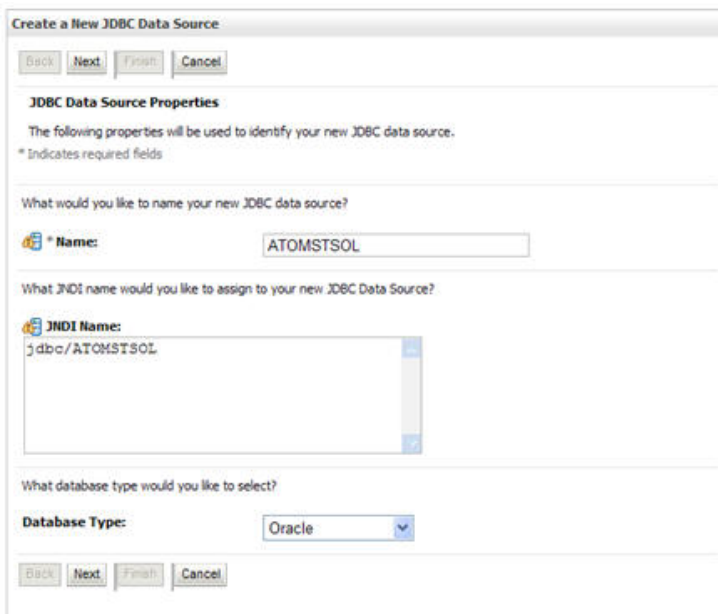 Create a New JDBC Data Source
Back Next Finish Cancel
JDBC Data Source Properties
The following properties will be used to identify your new JDBC data source.
* Indicates required fields
What would you like to name your new JDBC data source?
* Name: ATOMSTSOL
What JNDI name would you like to assign to your new JDBC Data Source?
JNDI Name:
jdbc/ATOMSTSOL
What database type would you like to select?
Database Type: Oracle
Back Next Finish Cancel